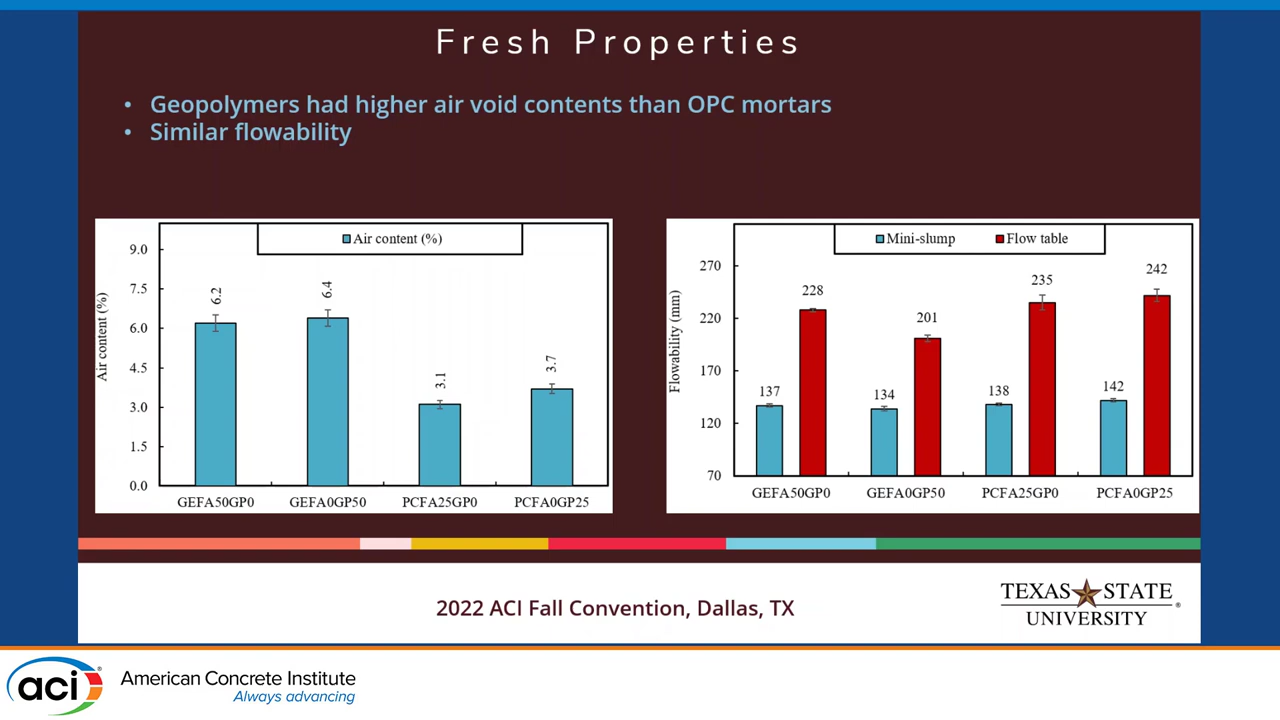 Fresh Properties
• Geopolymers had higher air void contents than OPC mortars
• Similar flowability
Air content (%)
Air content (%)
9.0
7.5
6.0
4.5
3.0
1.5
0.0
6.2
6.4
3.1
3.7
GEFA50GP0 GEFA0GP50 PCFA25GP0 PCFA0GP25
Mini-slump Flow table
Flowability (mm)
270
220
170
120
70
137 228
134 201
138 235
142 242
GEFA50GP0 GEFA0GP50 PCFA25GP0 PCFA0GP25
2022 ACI Fall Convention, Dallas, TX
TEXAS STATE
UNIVERSITY®
aci®
American Concrete Institute
Always advancing